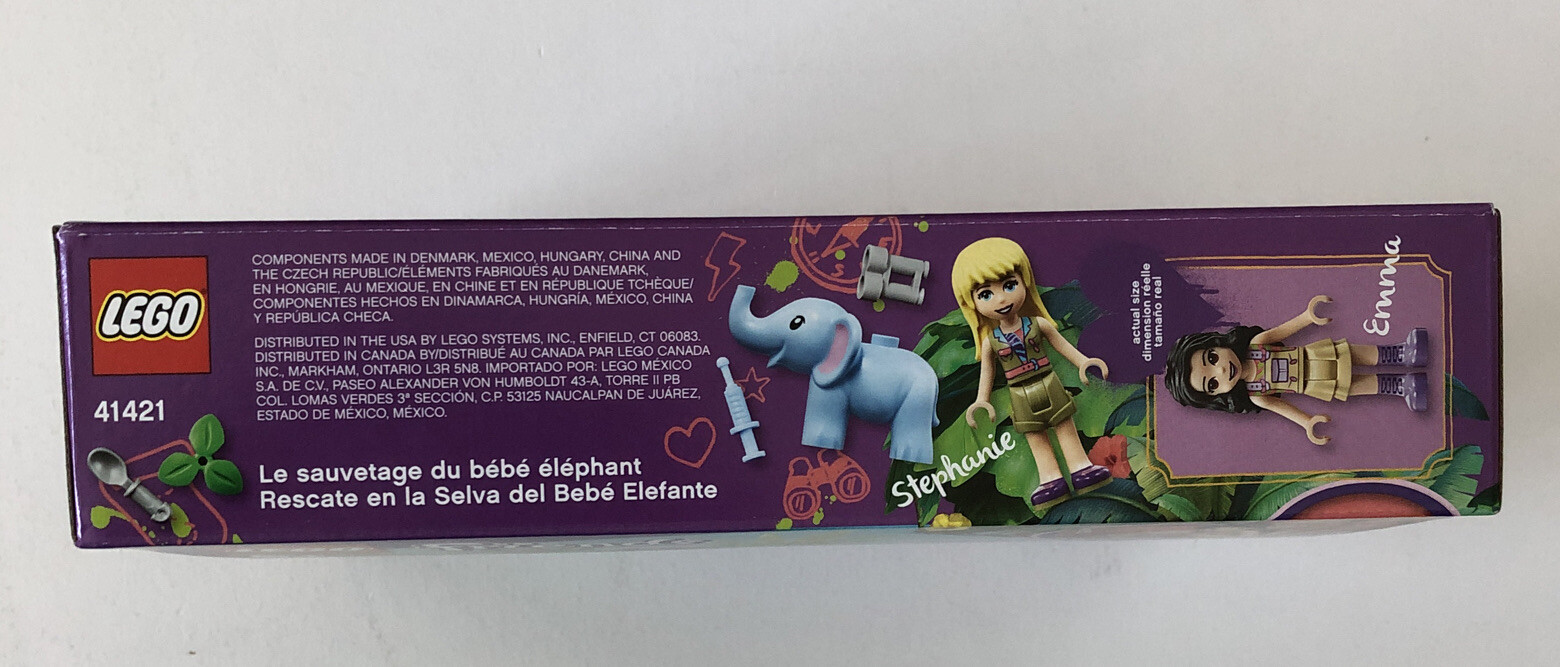 LEGO
41421
COMPONENTS MADE IN DENMARK, MEXICO, HUNGARY, CHINA AND
THE CZECH REPUBLIC/ÉLÉMENTS FABRIQUÉS AU DANEMARK,
EN HONGRIE, AU MEXIQUE, EN CHINE ET EN RÉPUBLIQUE TCHÈQUE/
COMPONENTES HECHOS EN DINAMARCA, HUNGRÍA, MÉXICO, CHINA
Y REPÚBLICA CHECA.
DISTRIBUTED IN THE USA BY LEGO SYSTEMS, INC., ENFIELD, CT 06083.
DISTRIBUTED IN CANADA BY/DISTRIBUÉ AU CANADA PAR LEGO CANADA
INC., MARKHAM, ONTARIO L3R 5N8. IMPORTADO POR: LEGO MÉXICO
S.A. DE C.V., PASEO ALEXANDER VON HUMBOLDT 43-A, TORRE II PB
COL. LOMAS VERDES 3ª SECCIÓN, C.P. 53125 NAUCALPAN DE JUÁREZ,
ESTADO DE MÉXICO, MÉXICO.
Le sauvetage du bébé éléphant
Rescate en la Selva del Bebé Elefante
Stephanie
actual size
dimension réelle
tamaño real
Emma